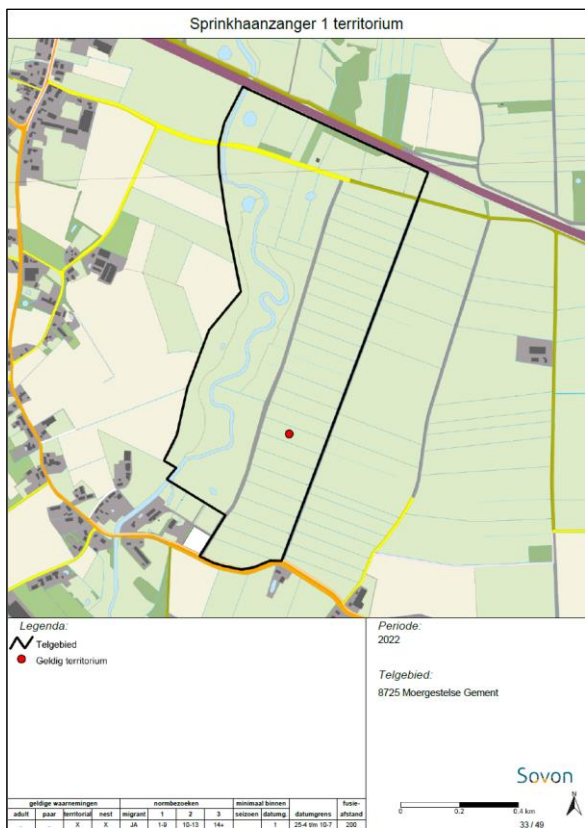 Sprinkhaanzanger 1 territorium
Legenda:
Telgebied
Geldig territorium
Periode:
2022
Telgebied:
8725 Moergestelse Gement
Sovon
0 0.2 0.4 km
33 / 49
geldige waarnemingen normbezoeken minimaal binnen fusie-
adult paar territoriaal nest migrant 1 2 3 seizoen datumg. datumgrens afstand
- - X X JA 1-9 10-13 14+ 1 25-4 t/m 10-7 200